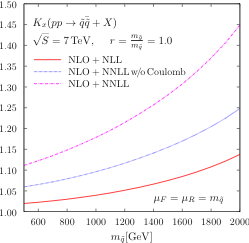 K_x(pp → q̃q̄̃ + X)
√S = 7 TeV, r = m_g̃/m_q̃ = 1.0
NLO + NLL
NLO + NNLL w/o Coulomb
NLO + NNLL
1.50
1.45
1.40
1.35
1.30
1.25
1.20
1.15
1.10
1.05
1.00
μ_F = μ_R = m_q̃
600 800 1000 1200 1400 1600 1800 2000
m_q̃[GeV]